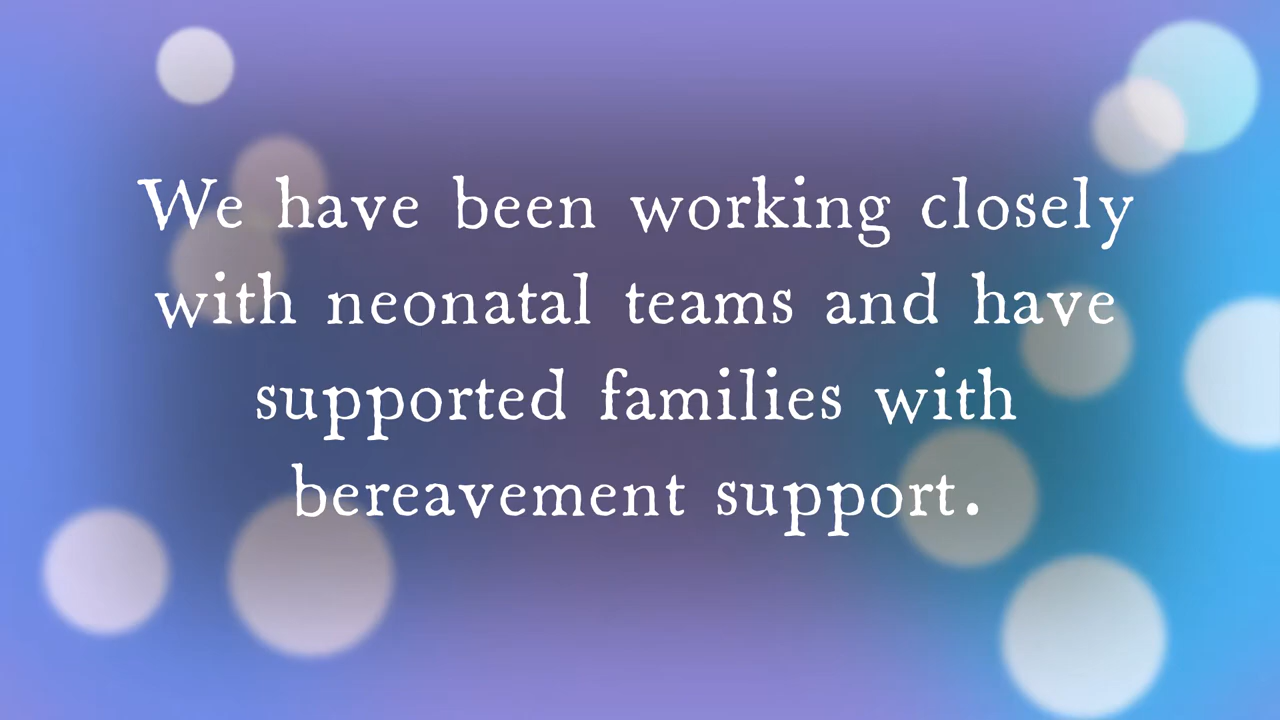 We have been working closely
with neonatal teams and have
supported families with
bereavement support.